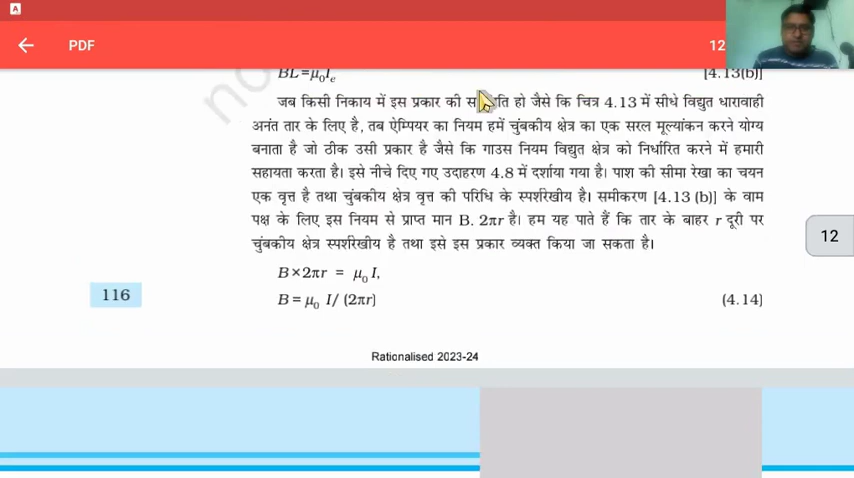 A
PDF
12
BL=μ₀Iₑ [4.13(b)]
जब किसी निकाय में इस प्रकार की हो जैसे कि चित्र 4.13 में सीधे विद्युत धारावाही
अनंत तार के लिए है, तब ऐम्पियर का नियम हमें चुंबकीय क्षेत्र का एक सरल मूल्यांकन करने योग्य
बनाता है जो ठीक उसी प्रकार है जैसे कि गाउस नियम विद्युत क्षेत्र को निर्धारित करने में हमारी
सहायता करता है। इसे नीचे दिए गए उदाहरण 4.8 में दर्शाया गया है। पाश की सीमा रेखा का चयन
एक वृत्त है तथा चुंबकीय क्षेत्र वृत्त की परिधि के स्पर्शरेखीय है। समीकरण [4.13 (b)] के वाम
पक्ष के लिए इस नियम से प्राप्त मान B. 2πr है। हम यह पाते हैं कि तार के बाहर r दूरी पर
चुंबकीय क्षेत्र स्पर्शरेखीय है तथा इसे इस प्रकार व्यक्त किया जा सकता है।
12
B×2πr = μ₀ I,
116
B = μ₀ I/ (2πr) (4.14)
Rationalised 2023-24